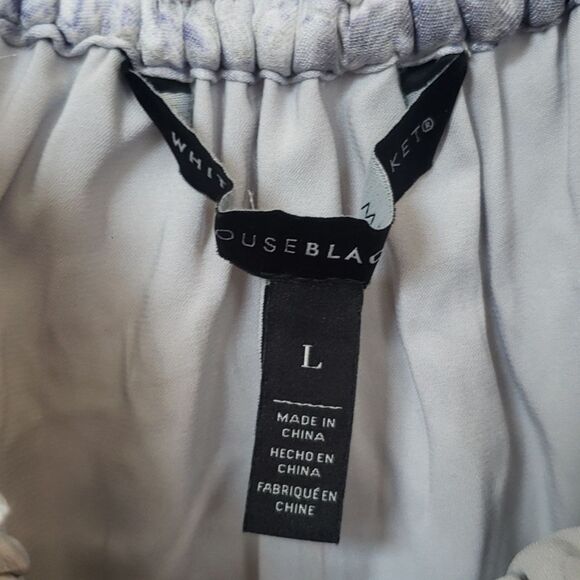 WHIT
OUSEBLAC
M
KET®
L
MADE IN
CHINA
HECHO EN
CHINA
FABRIQUÉ EN
CHINE